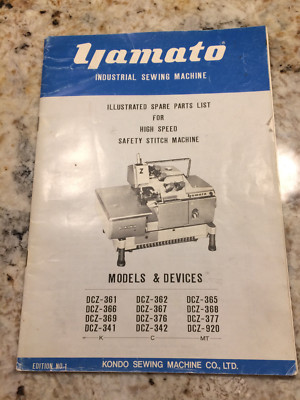 Yamato
INDUSTRIAL SEWING MACHINE
ILLUSTRATED SPARE PARTS LIST
FOR
HIGH SPEED
SAFETY STITCH MACHINE
Yamato
MODELS & DEVICES
DCZ-361 DCZ-362 DCZ-365
DCZ-366 DCZ-367 DCZ-368
DCZ-369 DCZ-376 DCZ-377
DCZ-341 DCZ-342 DCZ-920
K C MT
EDITION NO.1
KONDO SEWING MACHINE CO., LTD.